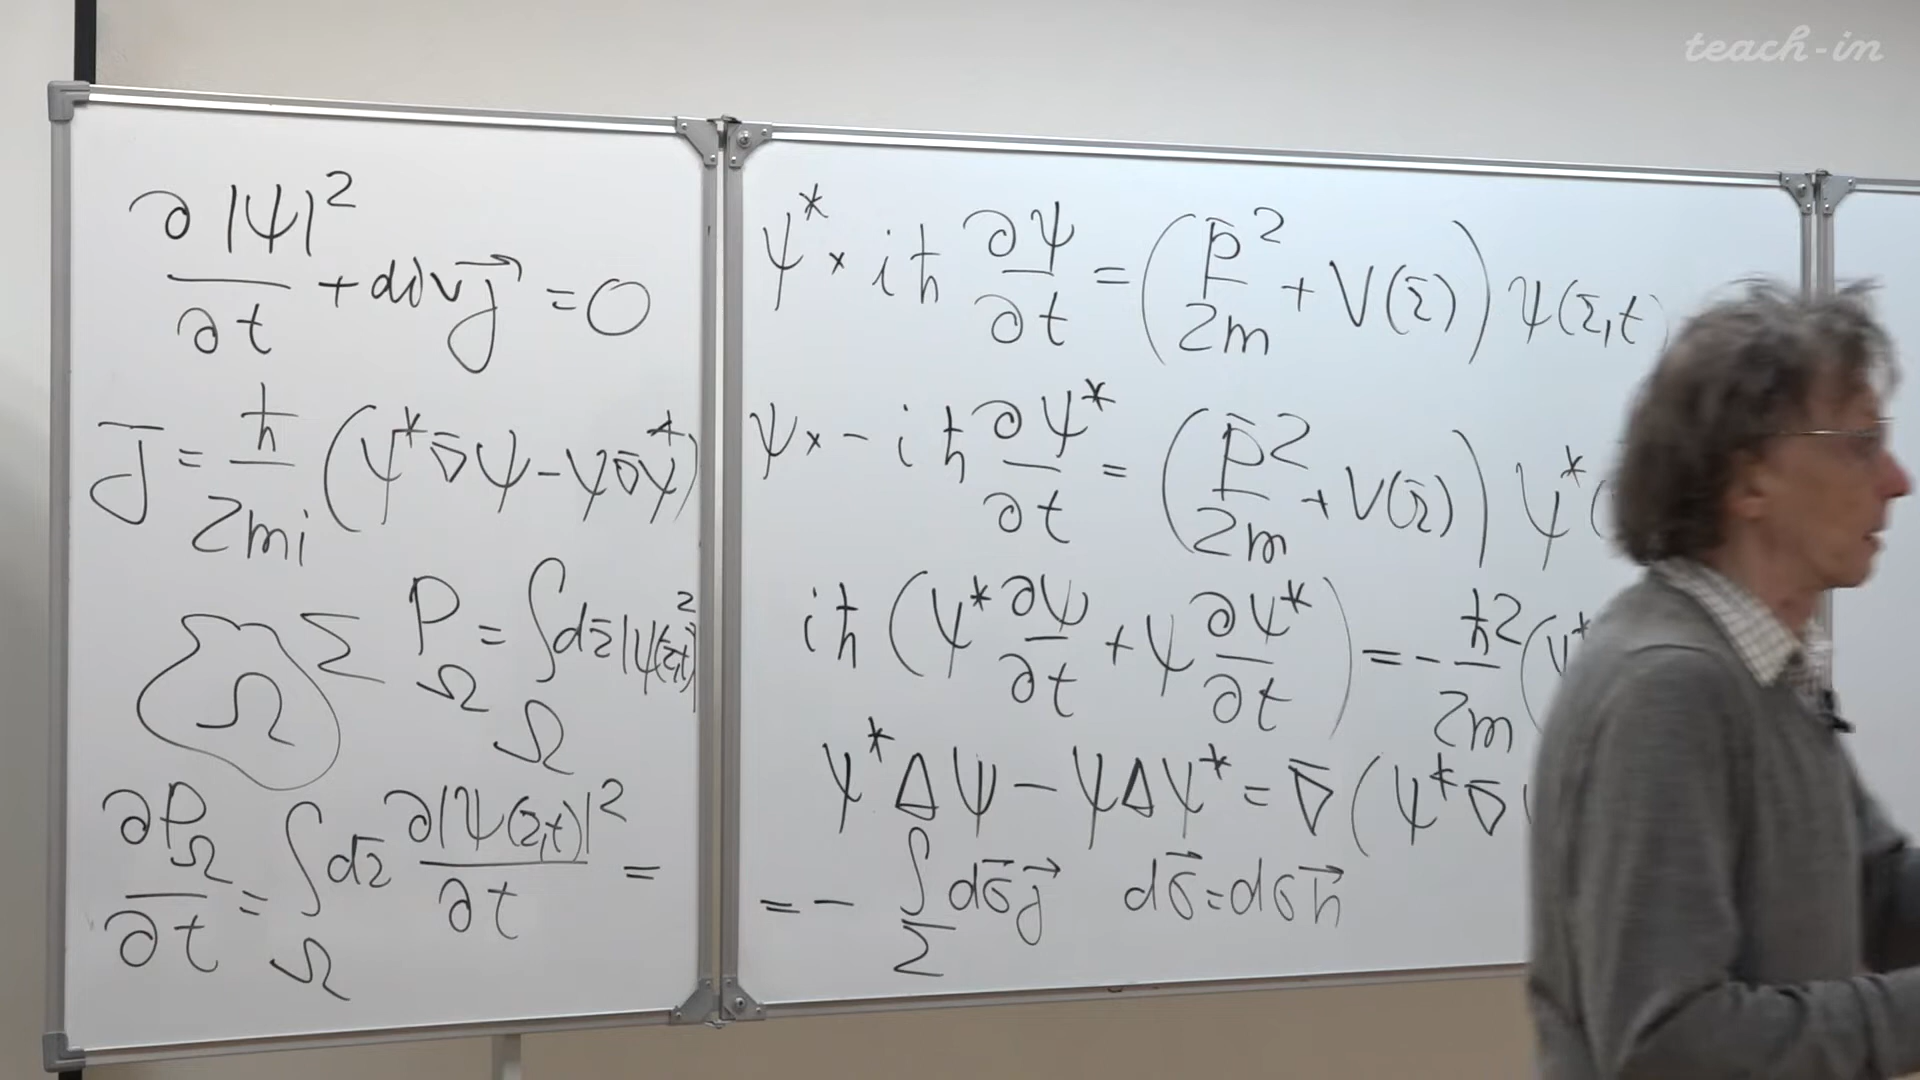 teach-in
∂|ψ|²/∂t + div j⃗ = 0
j̄ = ħ/2mi (ψ* ∇̄ψ - ψ∇̄ψ*)
Ω Σ P_Ω = ∫_Ω dr̄ |ψ(r̄,t)|²
∂P_Ω/∂t = ∫_Ω dr̄ ∂|ψ(r̄,t)|²/∂t =
ψ* × iħ ∂ψ/∂t = (p̄²/2m + V(r̄)) ψ(r̄,t)
ψ × - iħ ∂ψ*/∂t = (p̄²/2m + V(r̄)) ψ*(
iħ (ψ* ∂ψ/∂t + ψ ∂ψ*/∂t) = - ħ²/2m (ψ*
ψ* Δψ - ψΔψ* = ∇̄ (ψ* ∇̄
= - ∫_Σ dσ⃗ j⃗ dσ⃗ = dσ n⃗